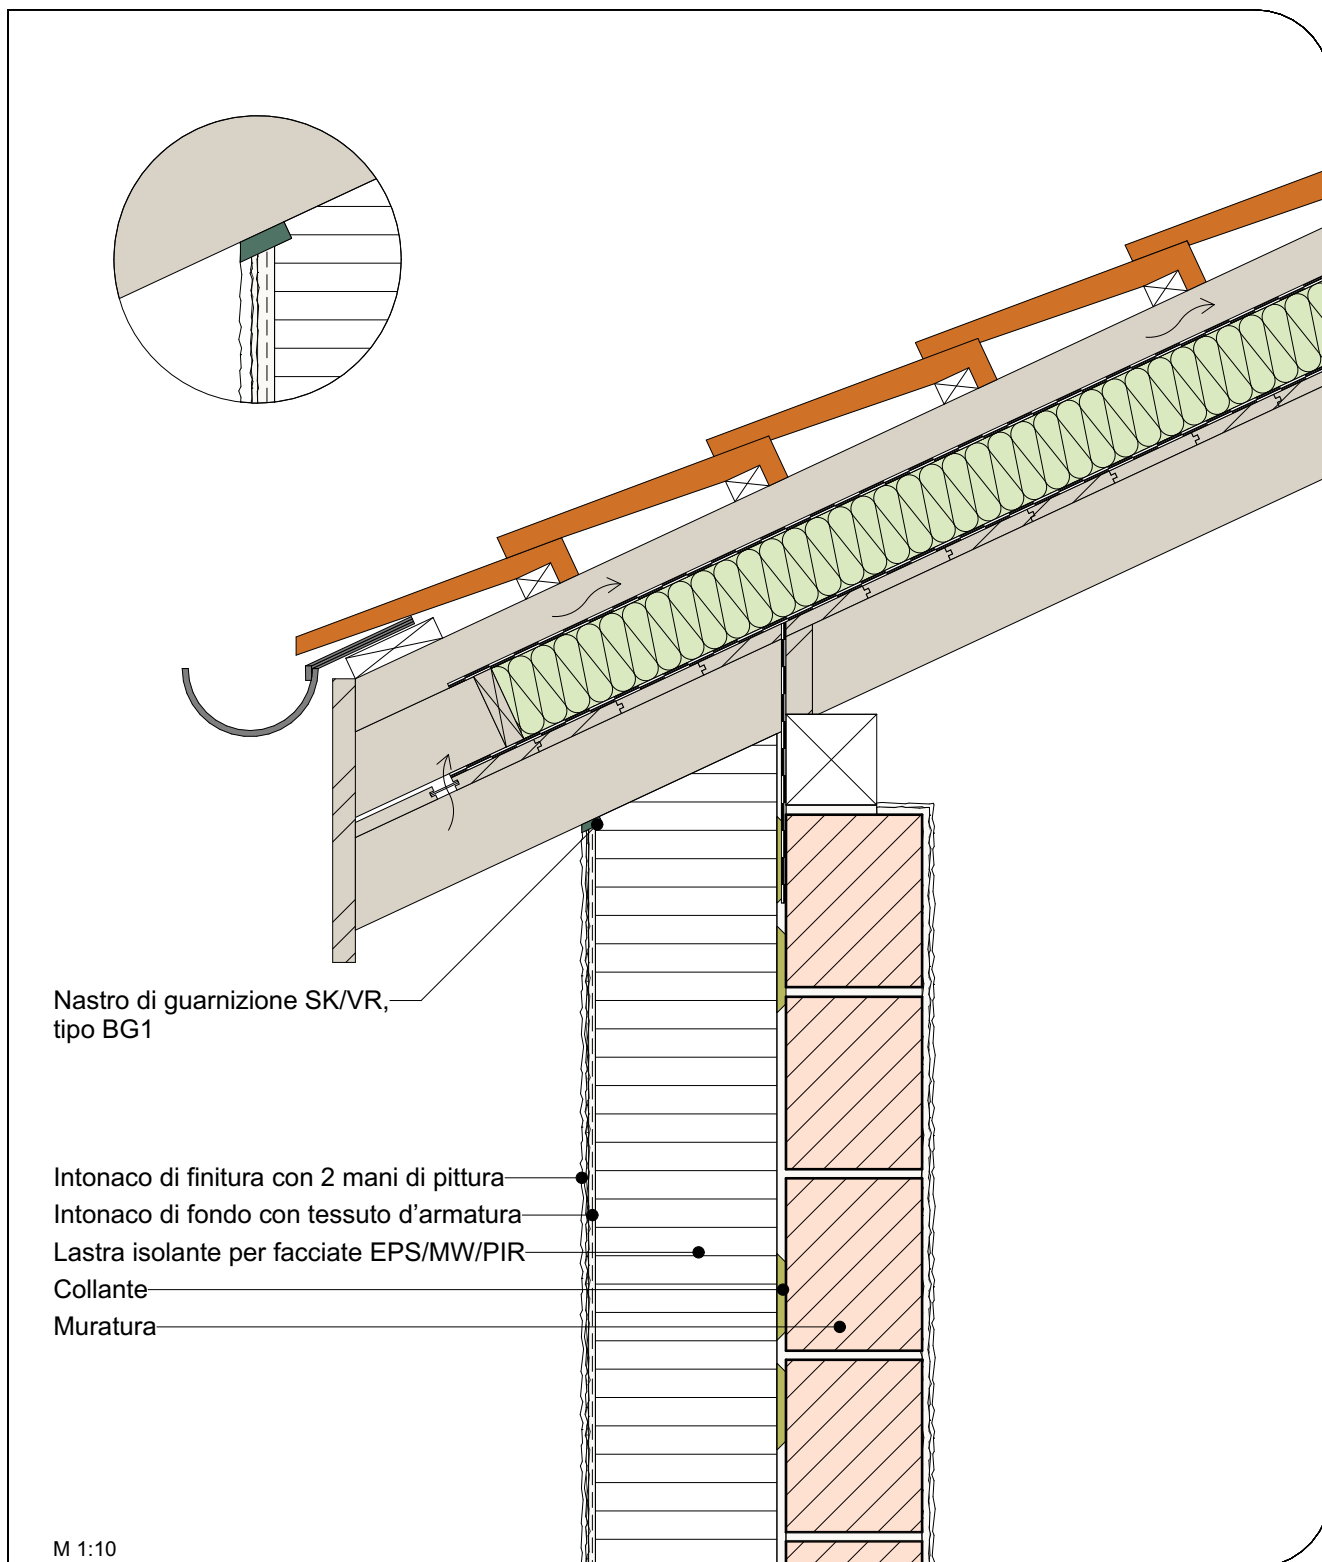 Nastro di guarnizione SK/VR,
tipo BG1
Intonaco di finitura con 2 mani di pittura
Intonaco di fondo con tessuto d’armatura
Lastra isolante per facciate EPS/MW/PIR
Collante
Muratura
M 1:10